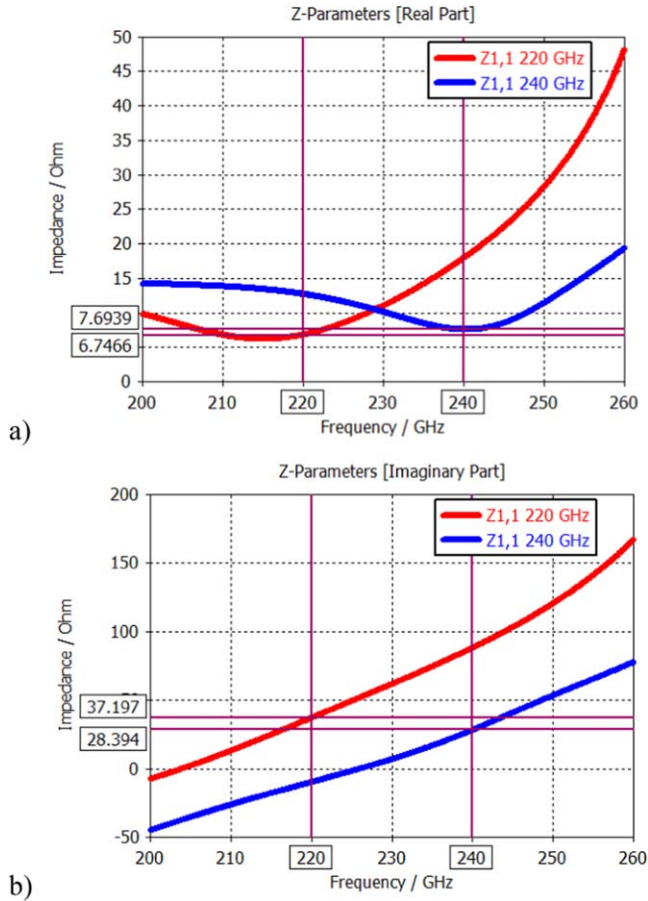 Z-Parameters [Real Part]
50
45
40
35
30
25
20
15
7.6939
6.7466
0
Impedance / Ohm
Z1,1 220 GHz
Z1,1 240 GHz
200
210
220
230
240
250
260
Frequency / GHz
a)
Z-Parameters [Imaginary Part]
200
150
100
37.197
28.394
0
-50
Impedance / Ohm
Z1,1 220 GHz
Z1,1 240 GHz
200
210
220
230
240
250
260
Frequency / GHz
b)